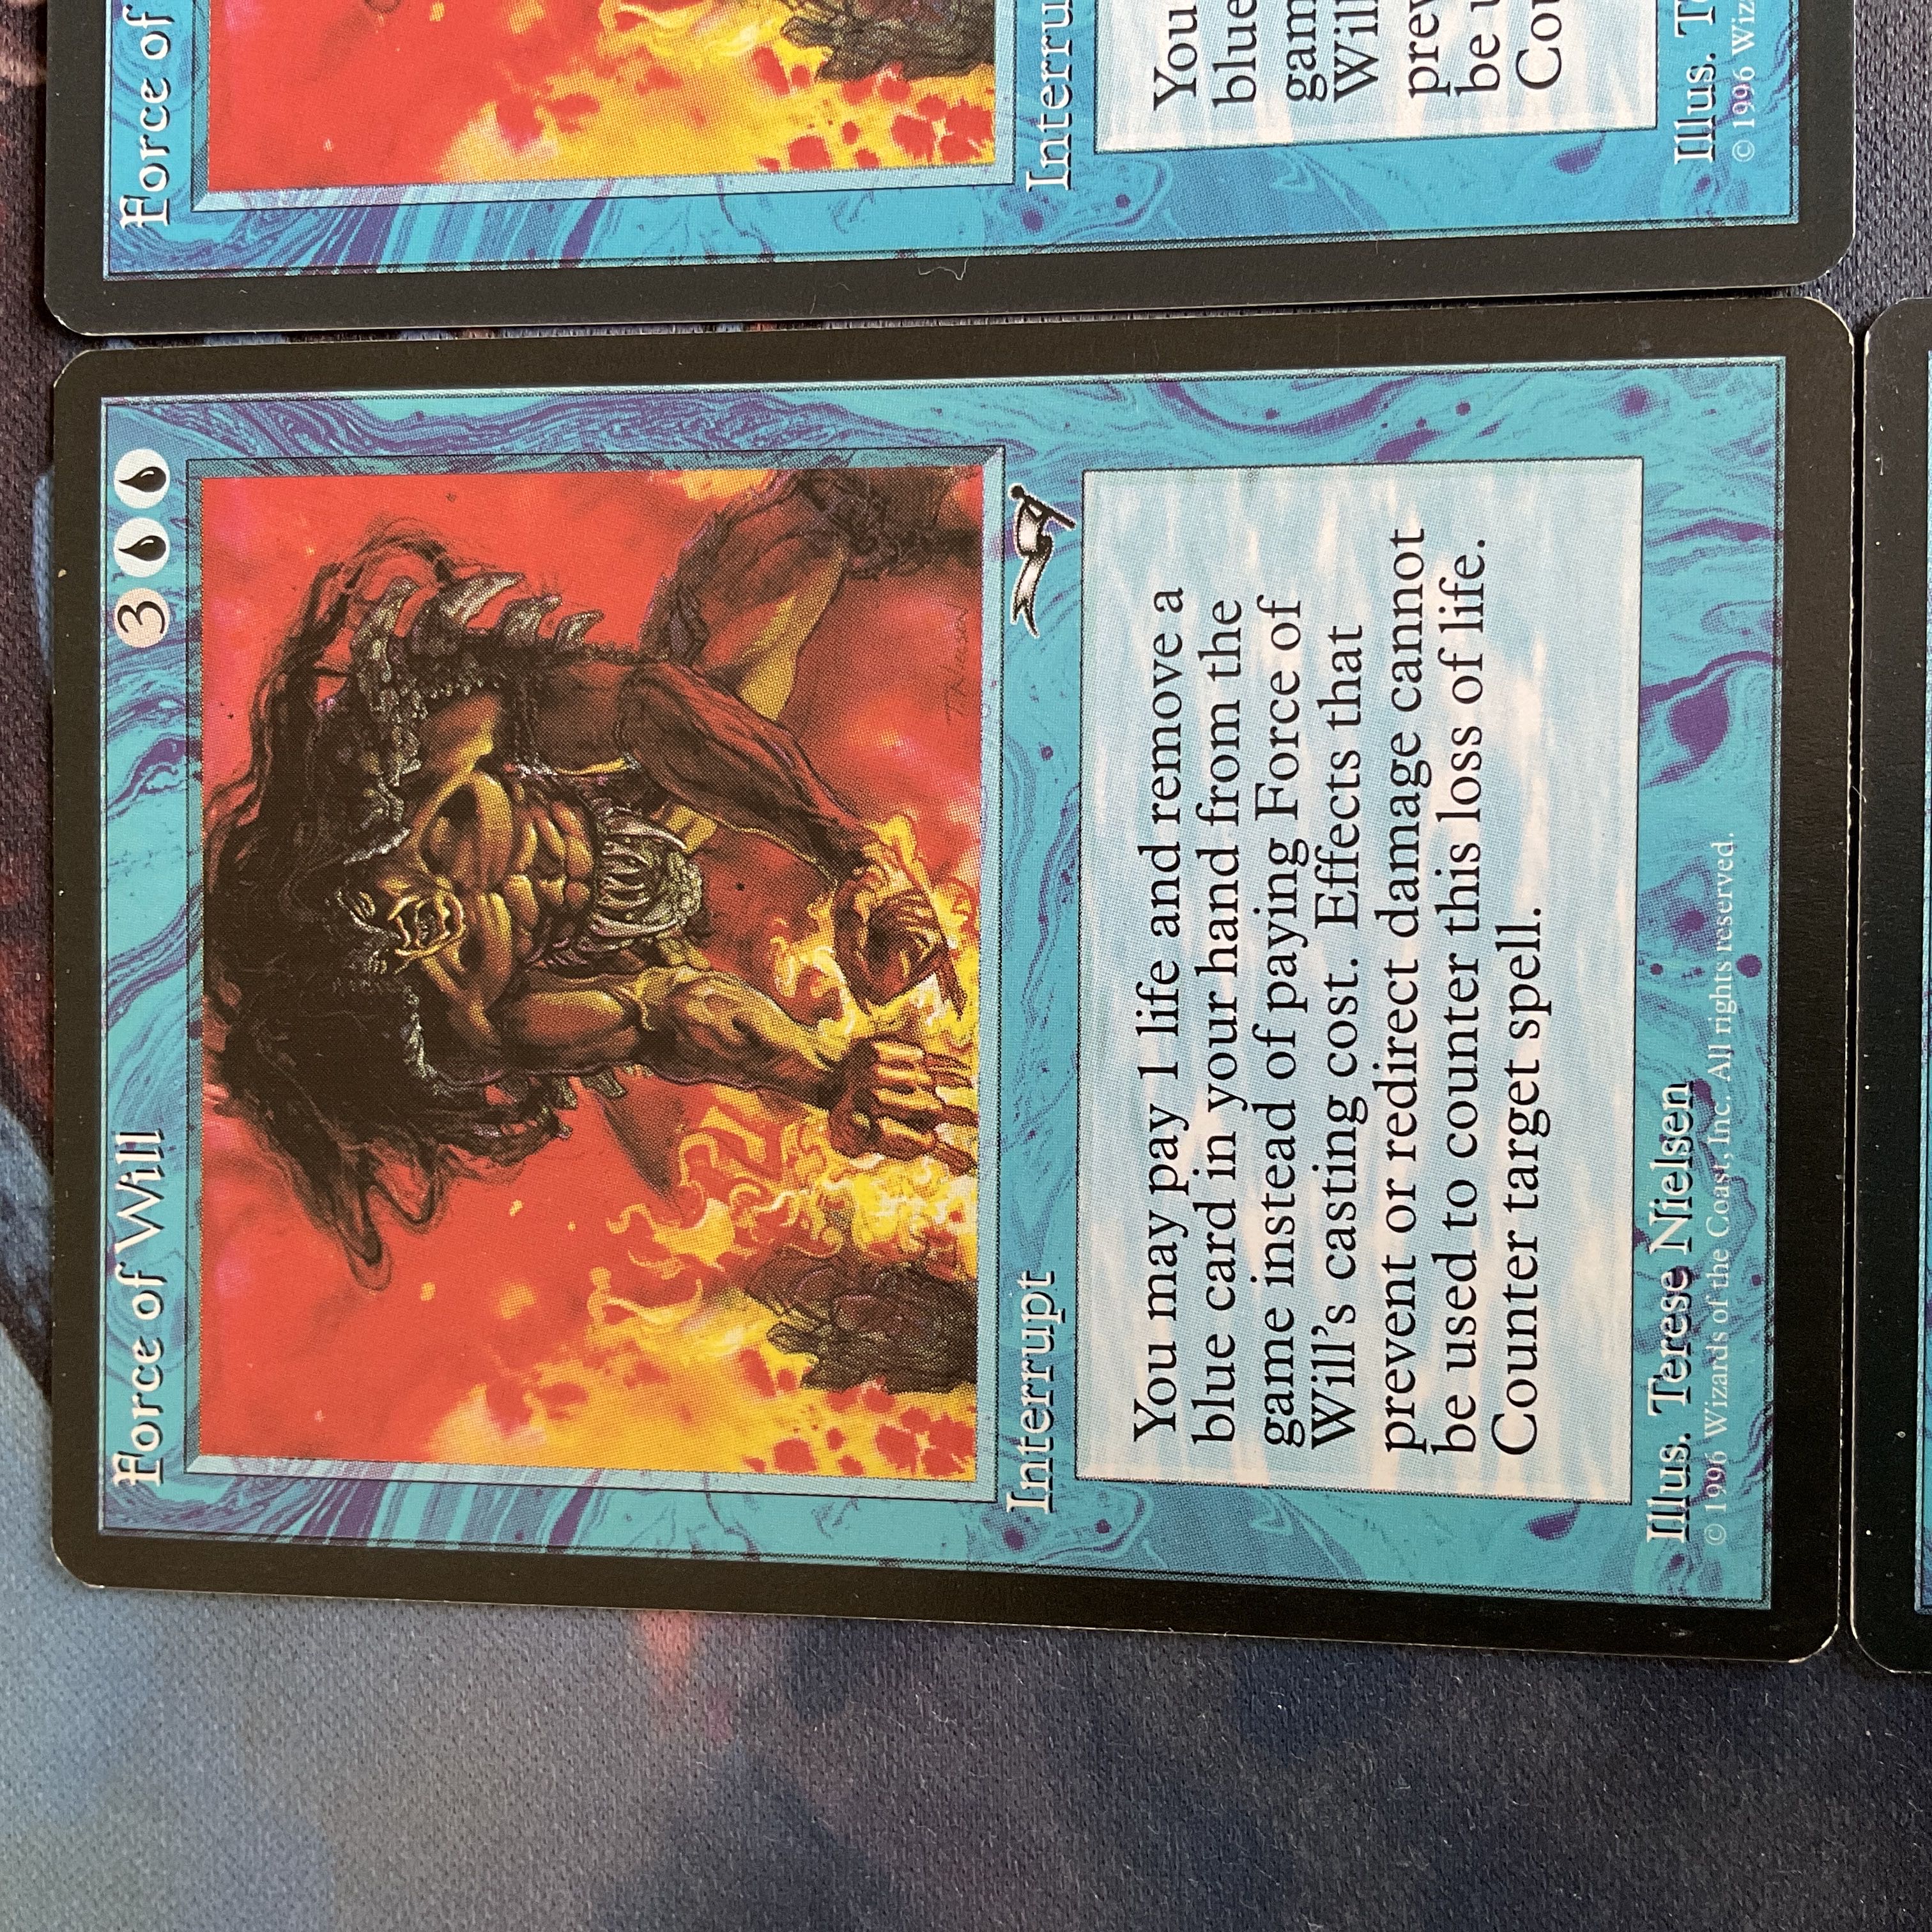 Force of Will 3
T. Nielsen
Interrupt
You may pay 1 life and remove a
blue card in your hand from the
game instead of paying Force of
Will's casting cost. Effects that
prevent or redirect damage cannot
be used to counter this loss of life.
Counter target spell.
Illus. Terese Nielsen
© 1996 Wizards of the Coast, Inc. All rights reserved.
Force of
Interru
You
blue
gam
Will
prev
be u
Cou
Illus. T
© 1996 Wiz